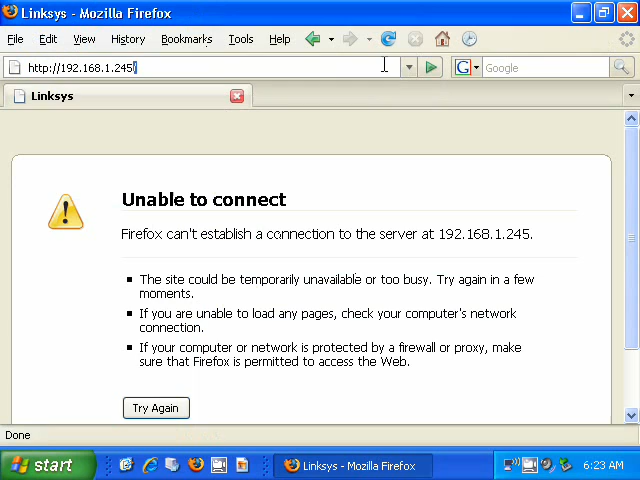 Linksys - Mozilla Firefox
File Edit View History Bookmarks Tools Help
http://192.168.1.245/
G Google
Linksys
Unable to connect
Firefox can't establish a connection to the server at 192.168.1.245.
The site could be temporarily unavailable or too busy. Try again in a few
moments.
If you are unable to load any pages, check your computer's network
connection.
If your computer or network is protected by a firewall or proxy, make
sure that Firefox is permitted to access the Web.
Try Again
Done
start
Linksys - Mozilla Firefox
6:23 AM